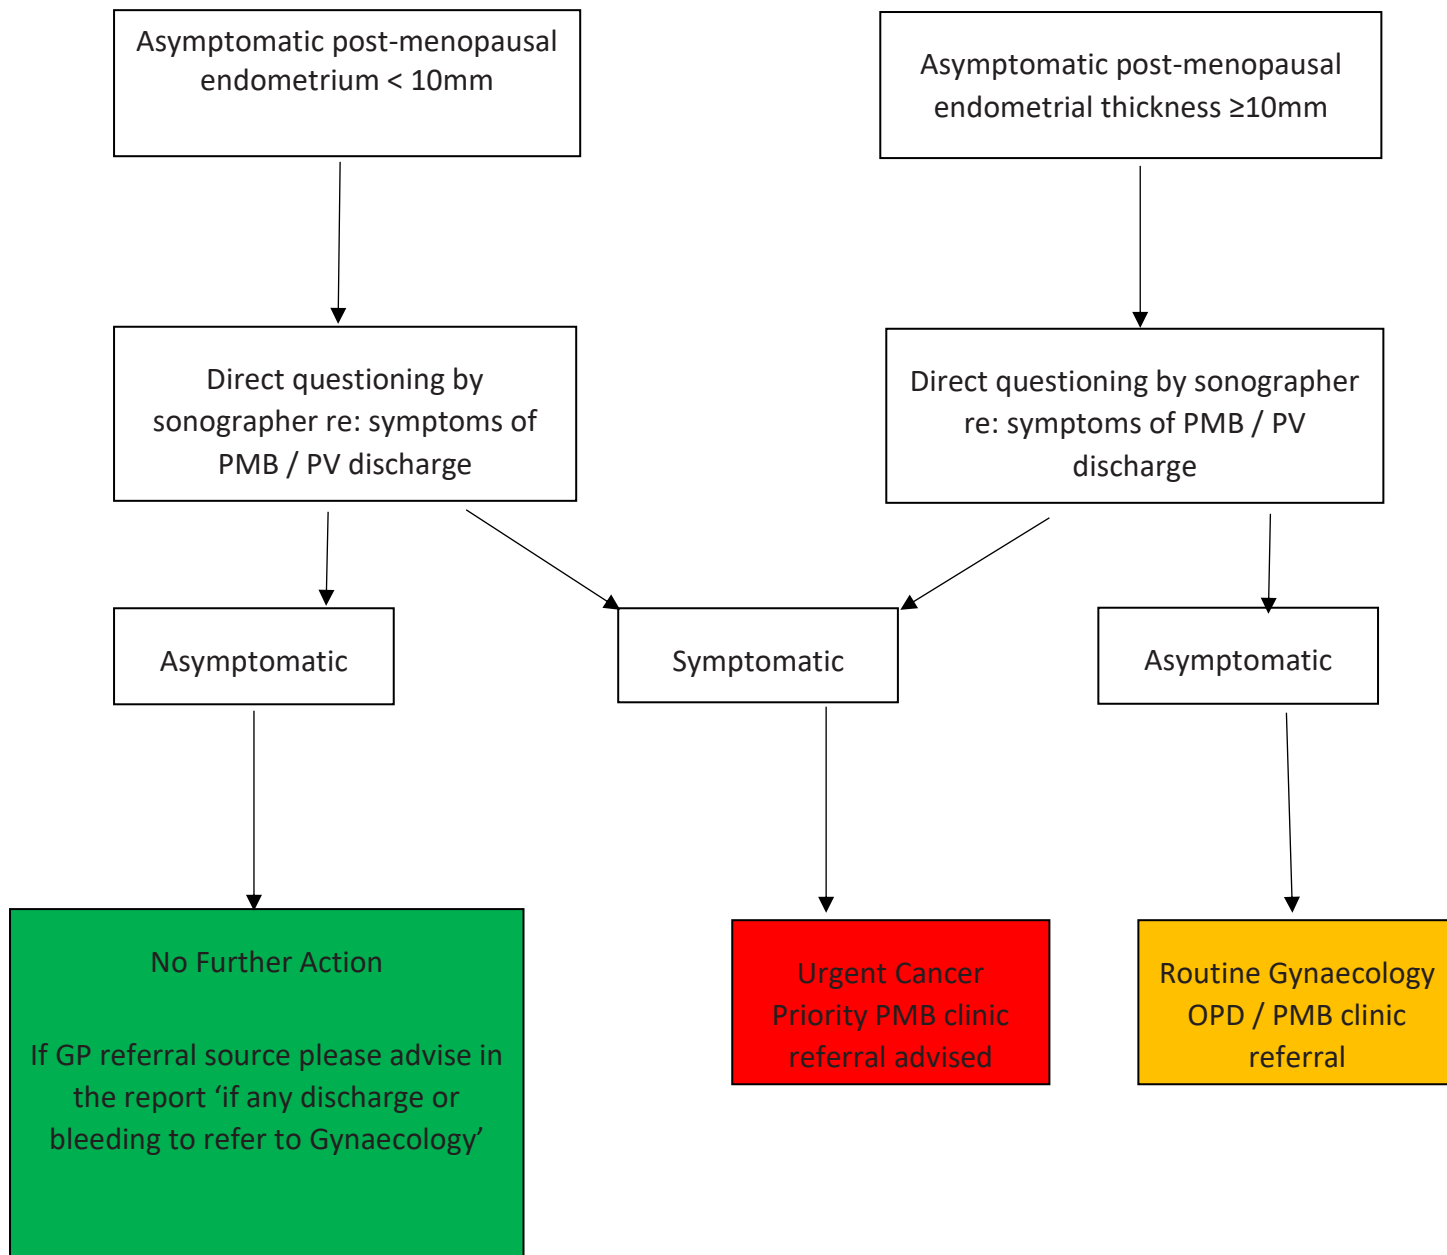 Asymptomatic post-menopausal
endometrium < 10mm
Asymptomatic post-menopausal
endometrial thickness ≥10mm
Direct questioning by
sonographer re: symptoms of
PMB / PV discharge
Direct questioning by sonographer
re: symptoms of PMB / PV
discharge
Asymptomatic
Symptomatic
Asymptomatic
No Further Action
If GP referral source please advise in
the report ‘if any discharge or
bleeding to refer to Gynaecology’
Urgent Cancer
Priority PMB clinic
referral advised
Routine Gynaecology
OPD / PMB clinic
referral